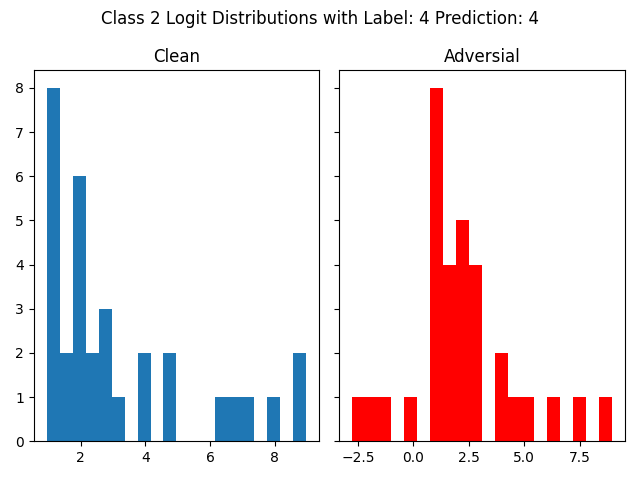 Class 2 Logit Distributions with Label: 4 Prediction: 4
Clean
Adversial
8
7
6
5
4
3
2
1
0
2 4 6 8
−2.5 0.0 2.5 5.0 7.5